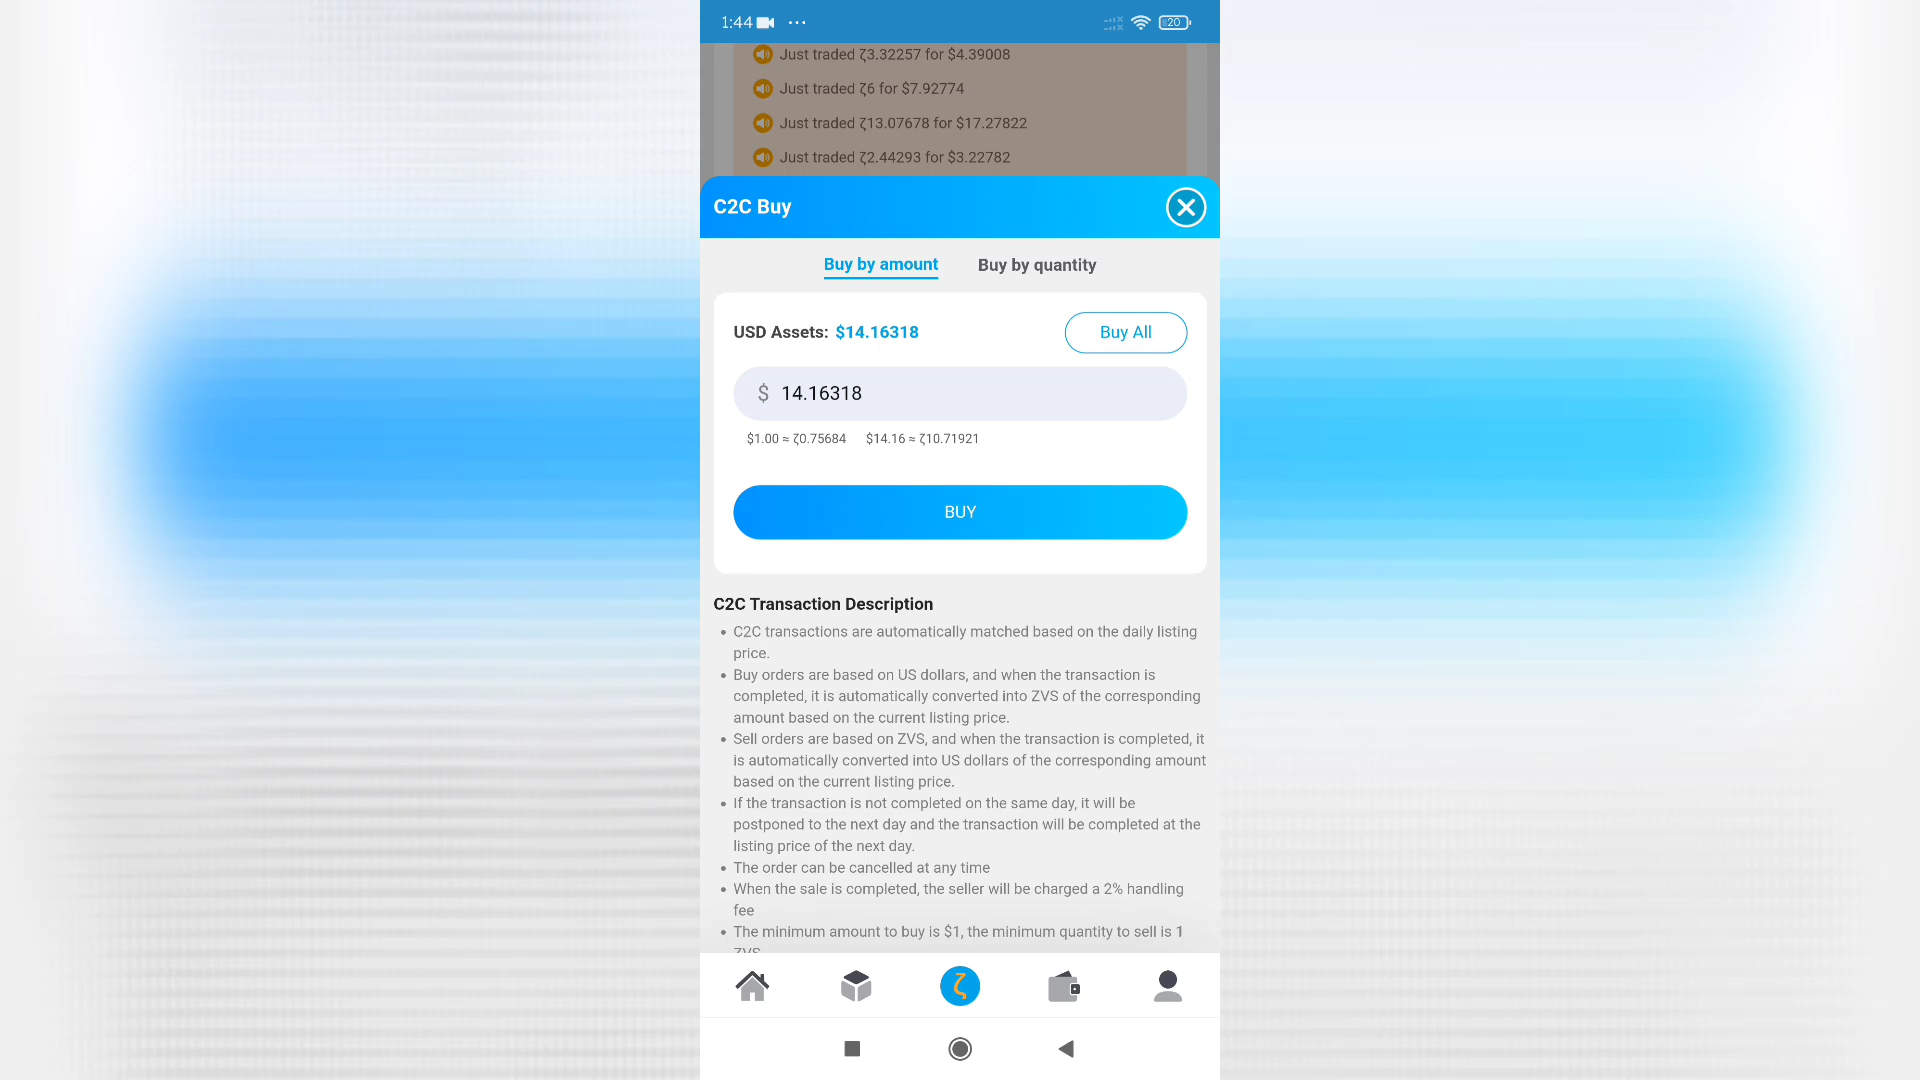 1:44
20
Just traded ζ3.32257 for $4.39008
Just traded ζ6 for $7.92774
Just traded ζ13.07678 for $17.27822
Just traded ζ2.44293 for $3.22782
C2C Buy
Buy by amount
Buy by quantity
USD Assets: $14.16318
Buy All
$ 14.16318
$1.00 ≈ ζ0.75684 $14.16 ≈ ζ10.71921
BUY
C2C Transaction Description
• C2C transactions are automatically matched based on the daily listing
price.
• Buy orders are based on US dollars, and when the transaction is
completed, it is automatically converted into ZVS of the corresponding
amount based on the current listing price.
• Sell orders are based on ZVS, and when the transaction is completed, it
is automatically converted into US dollars of the corresponding amount
based on the current listing price.
• If the transaction is not completed on the same day, it will be
postponed to the next day and the transaction will be completed at the
listing price of the next day.
• The order can be cancelled at any time
• When the sale is completed, the seller will be charged a 2% handling
fee
• The minimum amount to buy is $1, the minimum quantity to sell is 1
ZVS
ζ